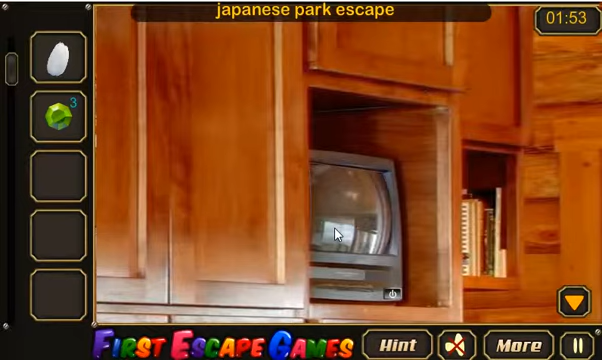 japanese park escape
01:53
3
FIRST ESCAPE GAMES
Hint
More